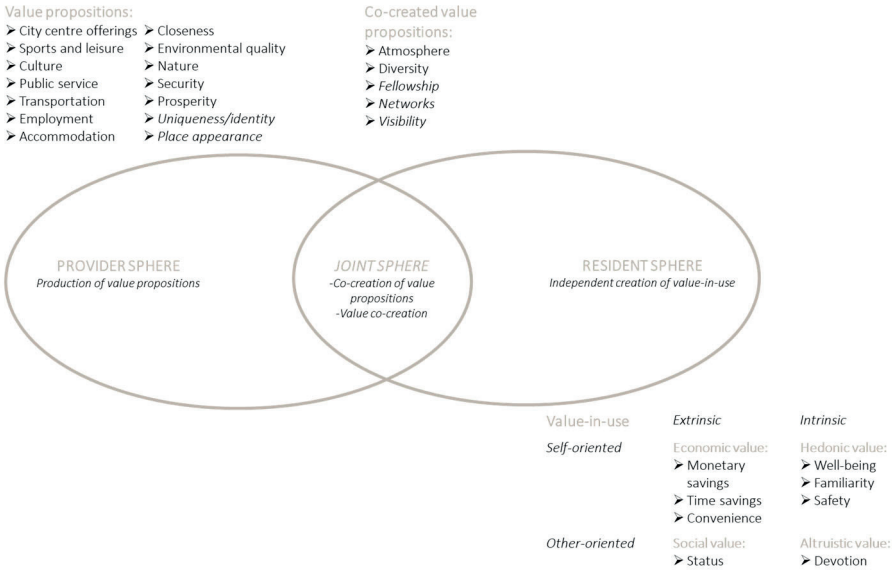 Value propositions:
➤ City centre offerings
➤ Sports and leisure
➤ Culture
➤ Public service
➤ Transportation
➤ Employment
➤ Accommodation
➤ Closeness
➤ Environmental quality
➤ Nature
➤ Security
➤ Prosperity
➤ Uniqueness/identity
➤ Place appearance
Co-created value
propositions:
➤ Atmosphere
➤ Diversity
➤ Fellowship
➤ Networks
➤ Visibility
PROVIDER SPHERE
Production of value propositions
JOINT SPHERE
-Co-creation of value
propositions
-Value co-creation
RESIDENT SPHERE
Independent creation of value-in-use
Value-in-use
Extrinsic
Intrinsic
Self-oriented
Economic value:
➤ Monetary
savings
➤ Time savings
➤ Convenience
Hedonic value:
➤ Well-being
➤ Familiarity
➤ Safety
Other-oriented
Social value:
➤ Status
Altruistic value:
➤ Devotion